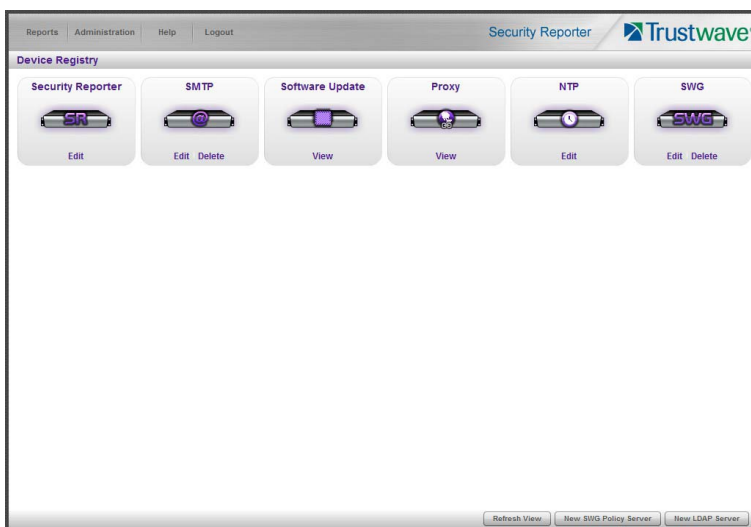 Reports Administration Help Logout Security Reporter Trustwave
Device Registry
Security Reporter SMTP Software Update Proxy NTP SWG
SR @ SWG
Edit Edit Delete View View Edit Edit Delete
Refresh View New SWG Policy Server New LDAP Server